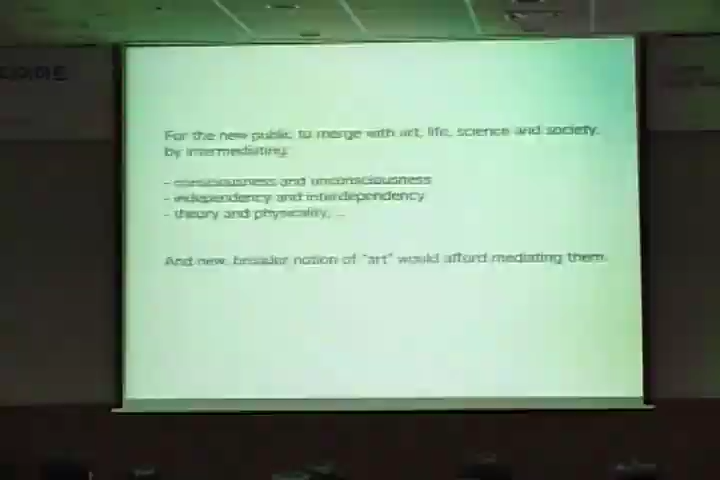 For the new public to merge with art, life, science and society,
by intermediating:
- consciousness and unconsciousness
- independency and interdependency
- theory and physicality, ...
And new, broader notion of "art" would afford mediating them.